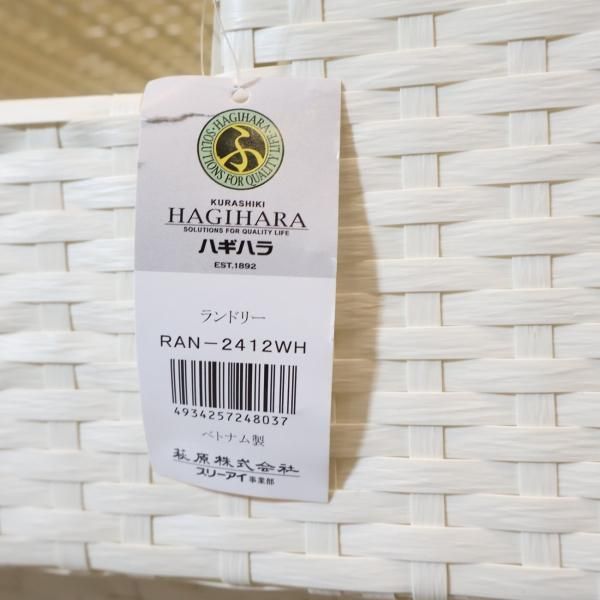 HAGIHARA
SOLUTIONS FOR QUALITY LIFE
KURASHIKI
HAGIHARA
SOLUTIONS FOR QUALITY LIFE
ハギハラ
EST.1892
ランドリー
RAN-2412WH
4934257248037
ベトナム製
萩原株式会社
スリーアイ事業部